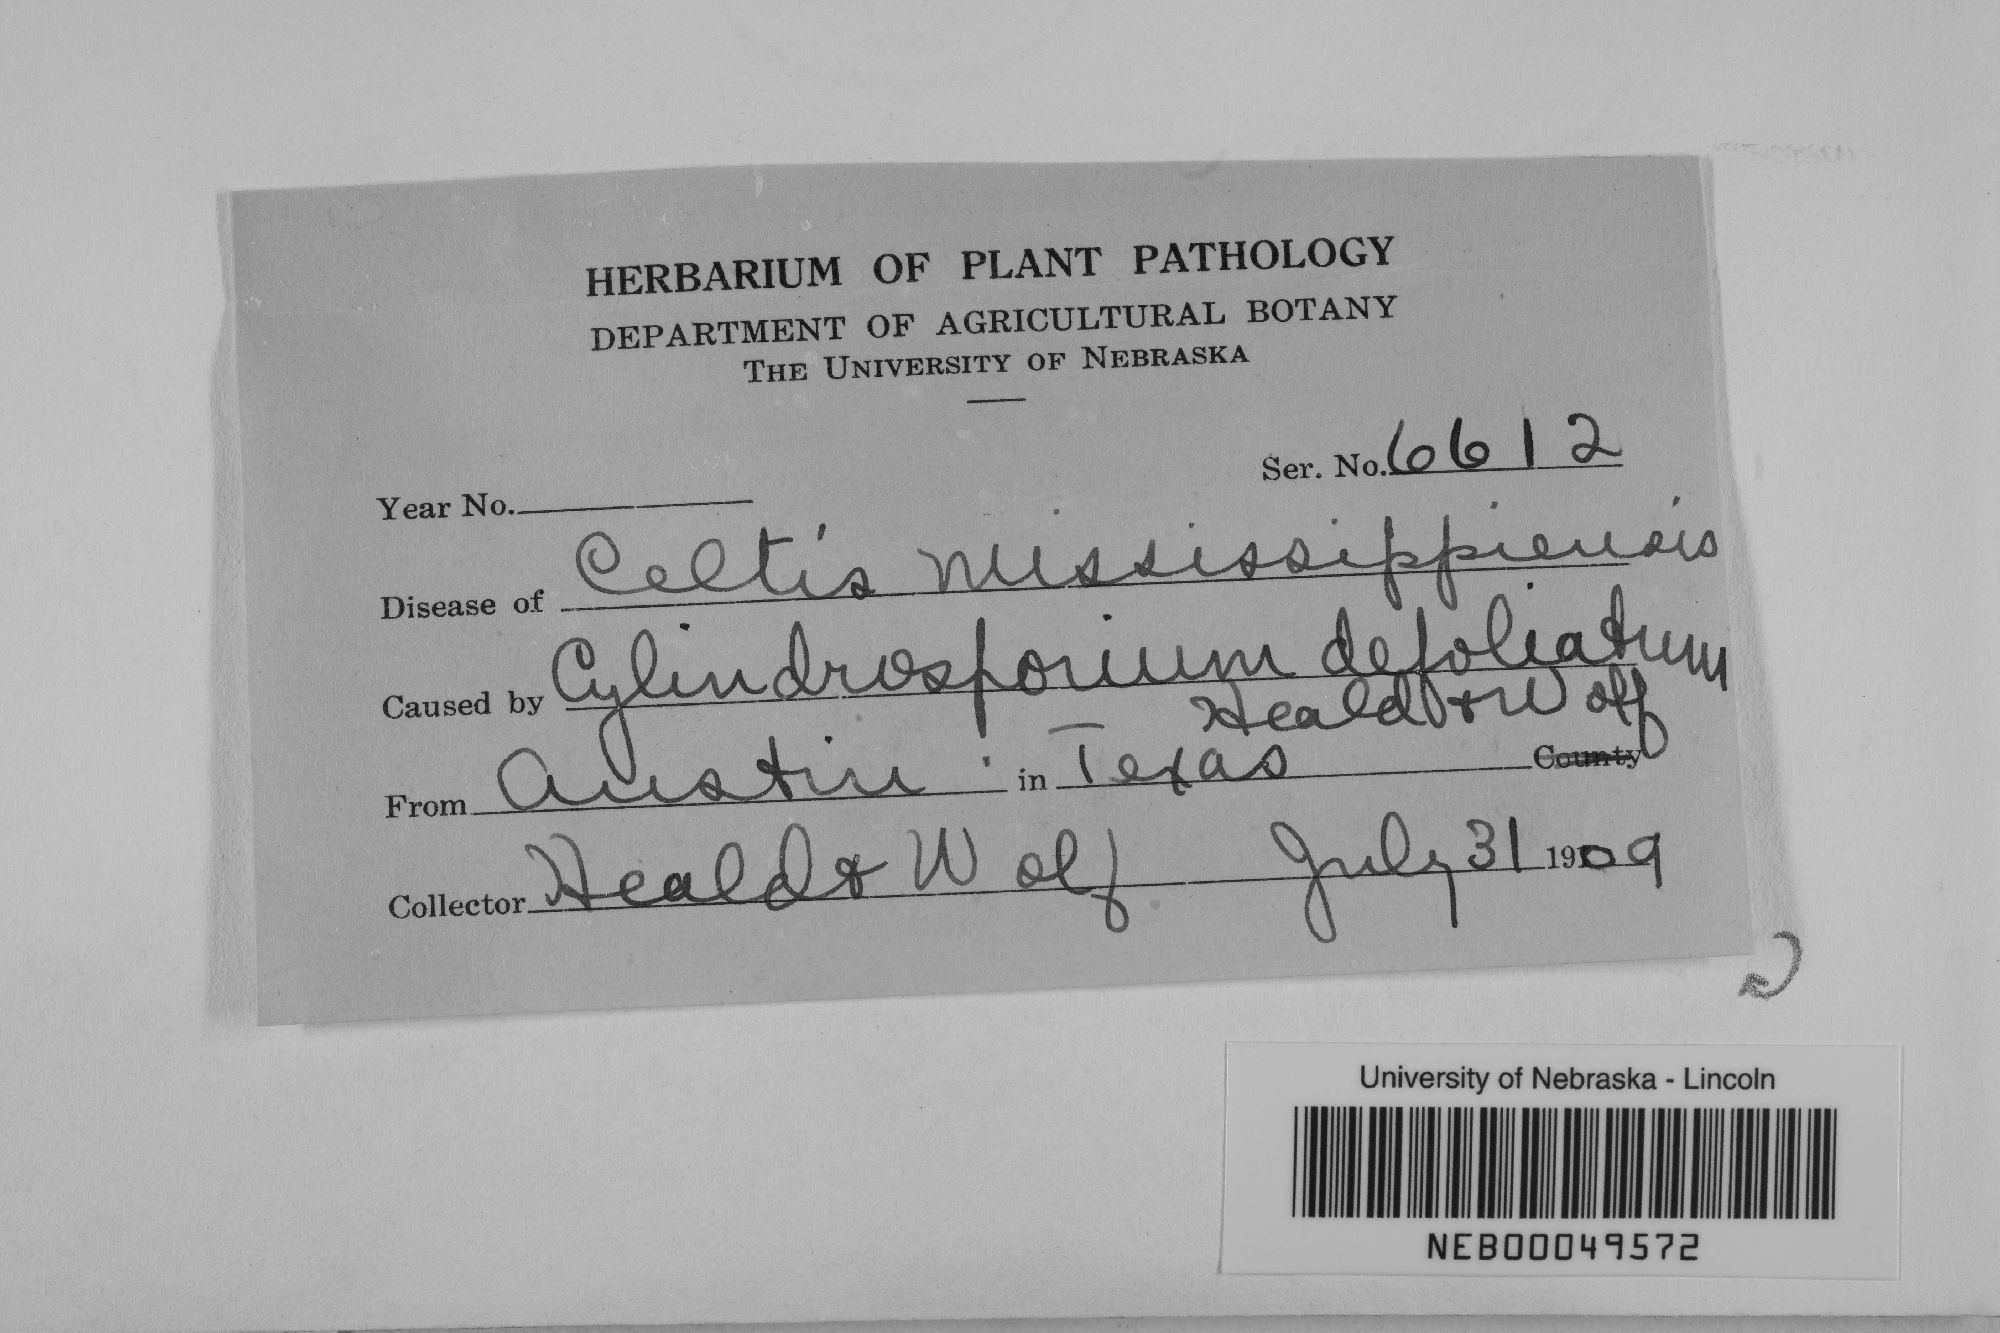 HERBARIUM OF PLANT PATHOLOGY
DEPARTMENT OF AGRICULTURAL BOTANY
THE UNIVERSITY OF NEBRASKA
Ser. No. 6612
Year No.
Disease of Celtis mississippiensis
Caused by Cylindrosporium defoliatum
Heald & Wolf
From Austin in Texas County
Collector Heald & Wolf July 31 1909
University of Nebraska - Lincoln
NEB00049572